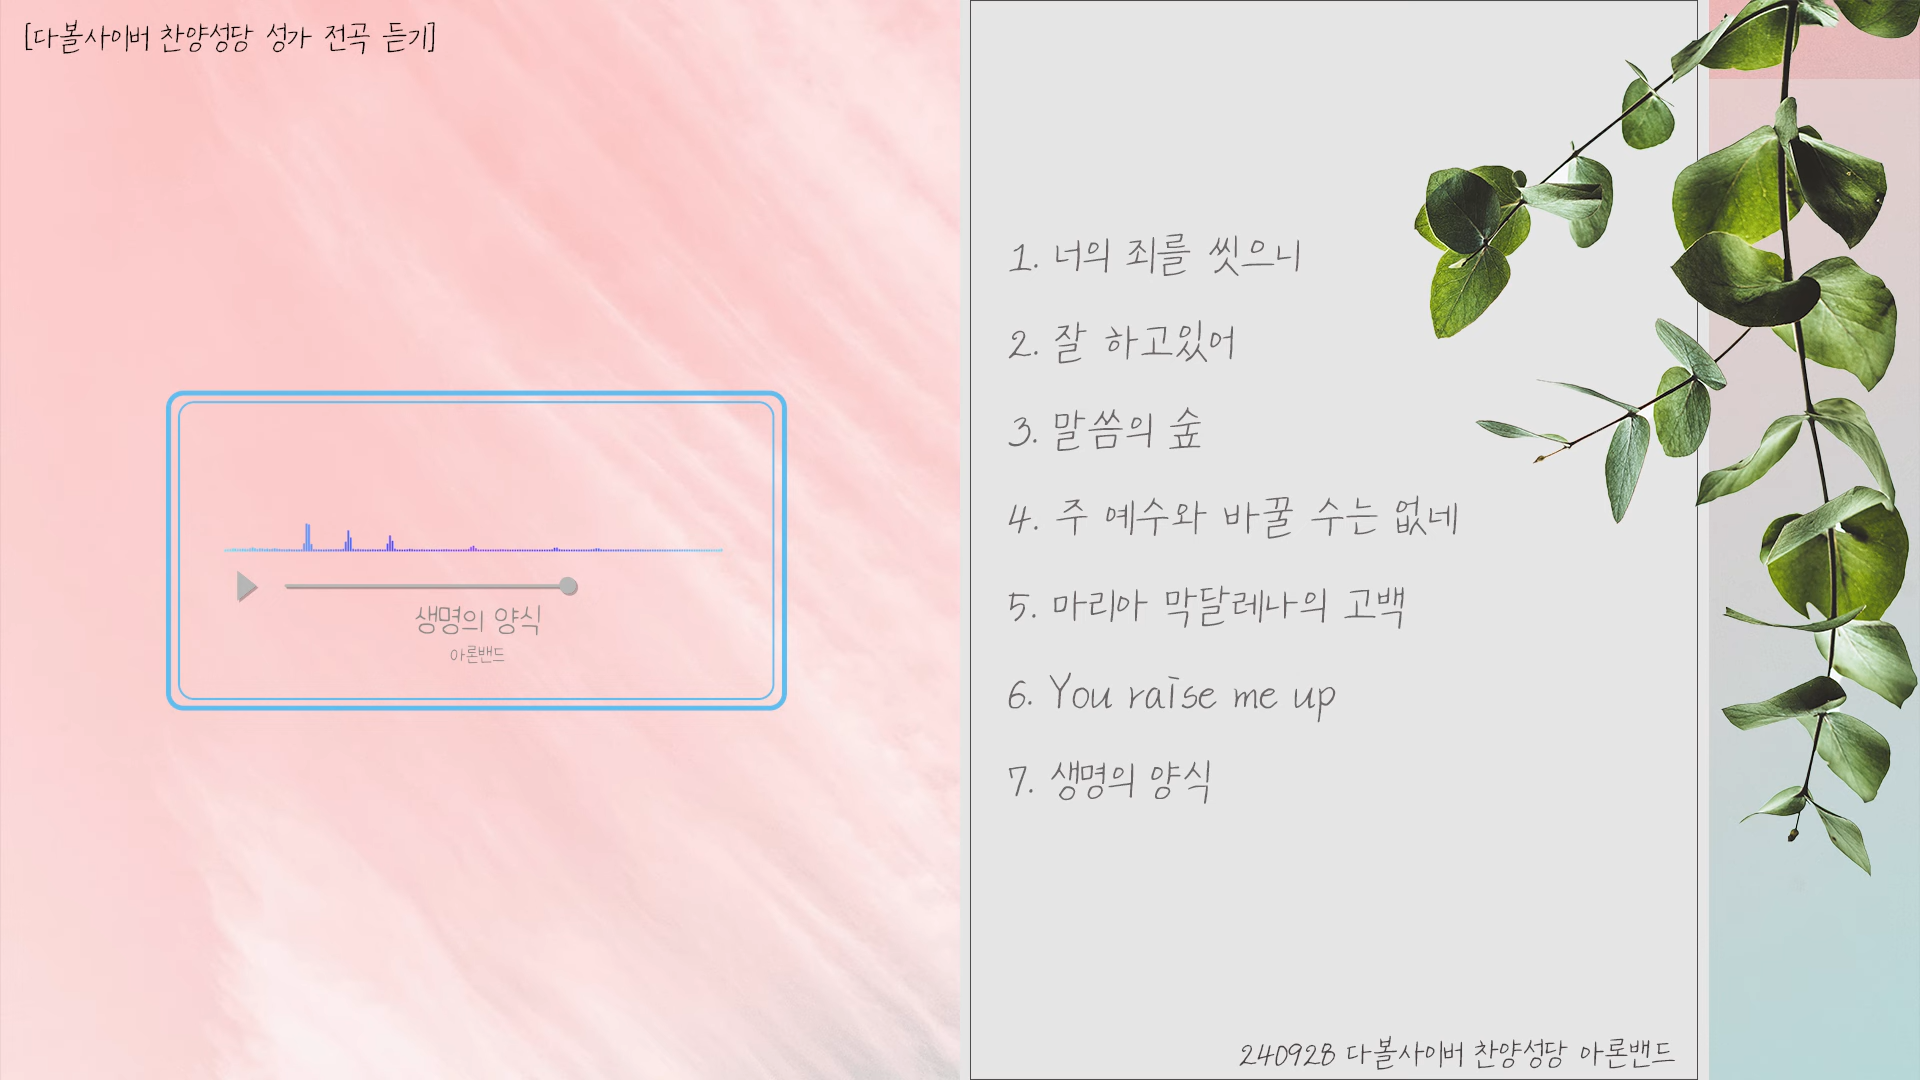 [다볼사이버 찬양성당 성가 전곡 듣기]
생명의 양식
아론밴드
1. 너의 죄를 씻으니
2. 잘 하고있어
3. 말씀의 숲
4. 주 예수와 바꿀 수는 없네
5. 마리아 막달레나의 고백
6. You raise me up
7. 생명의 양식
240928 다볼사이버 찬양성당 아론밴드